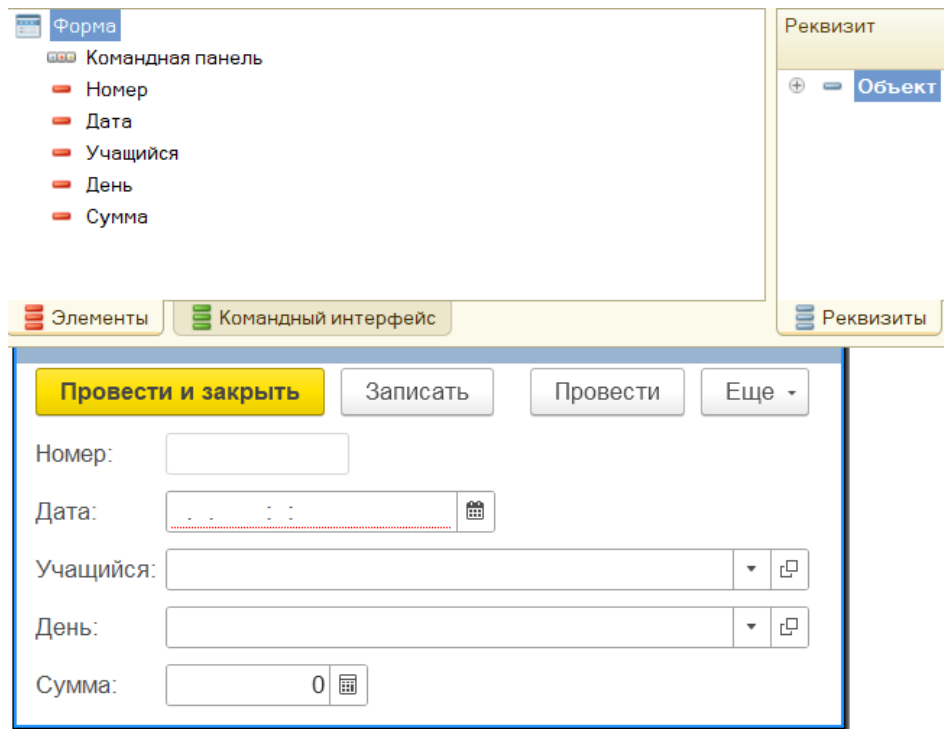 Форма
Командная панель
Номер
Дата
Учащийся
День
Сумма
Элементы
Командный интерфейс
Реквизит
Объект
Реквизиты
Провести и закрыть
Записать
Провести
Еще
Номер:
Дата: . . : :
Учащийся:
День:
Сумма: 0